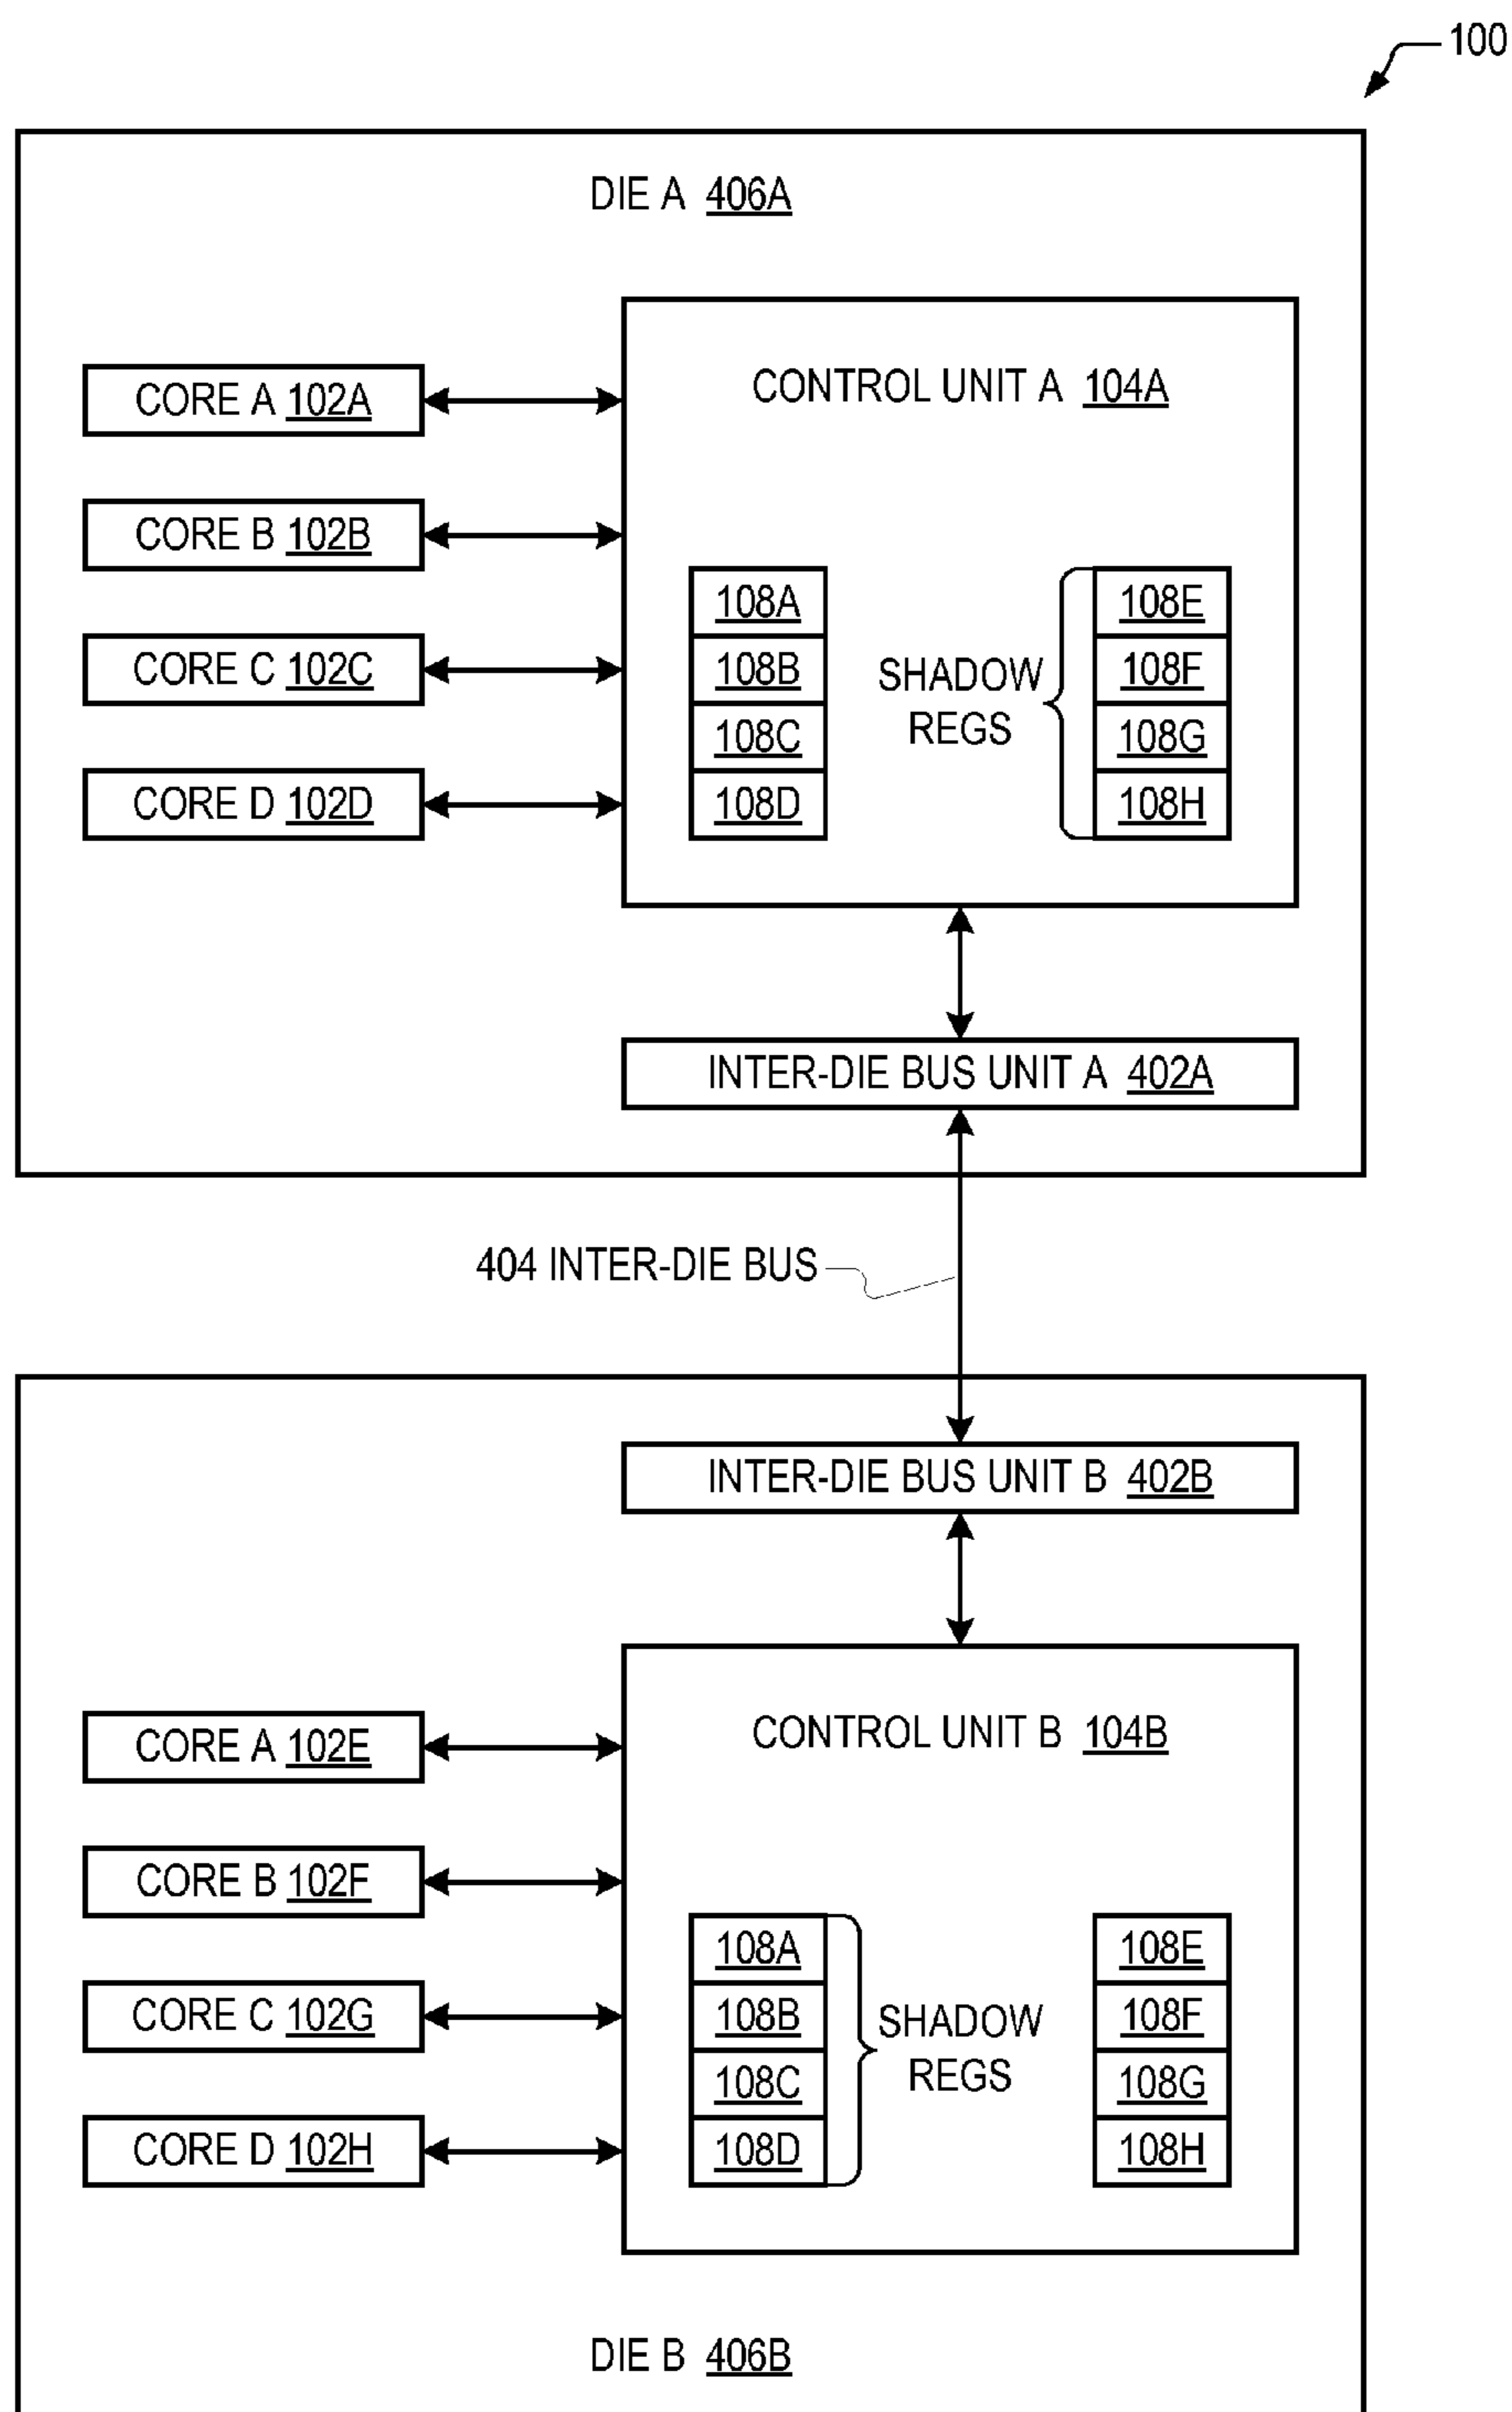 100
DIE A 406A
CORE A 102A
CORE B 102B
CORE C 102C
CORE D 102D
CONTROL UNIT A 104A
108A
108B
108C
108D
SHADOW
REGS
108E
108F
108G
108H
INTER-DIE BUS UNIT A 402A
404 INTER-DIE BUS
INTER-DIE BUS UNIT B 402B
CORE A 102E
CORE B 102F
CORE C 102G
CORE D 102H
CONTROL UNIT B 104B
108A
108B
108C
108D
SHADOW
REGS
108E
108F
108G
108H
DIE B 406B